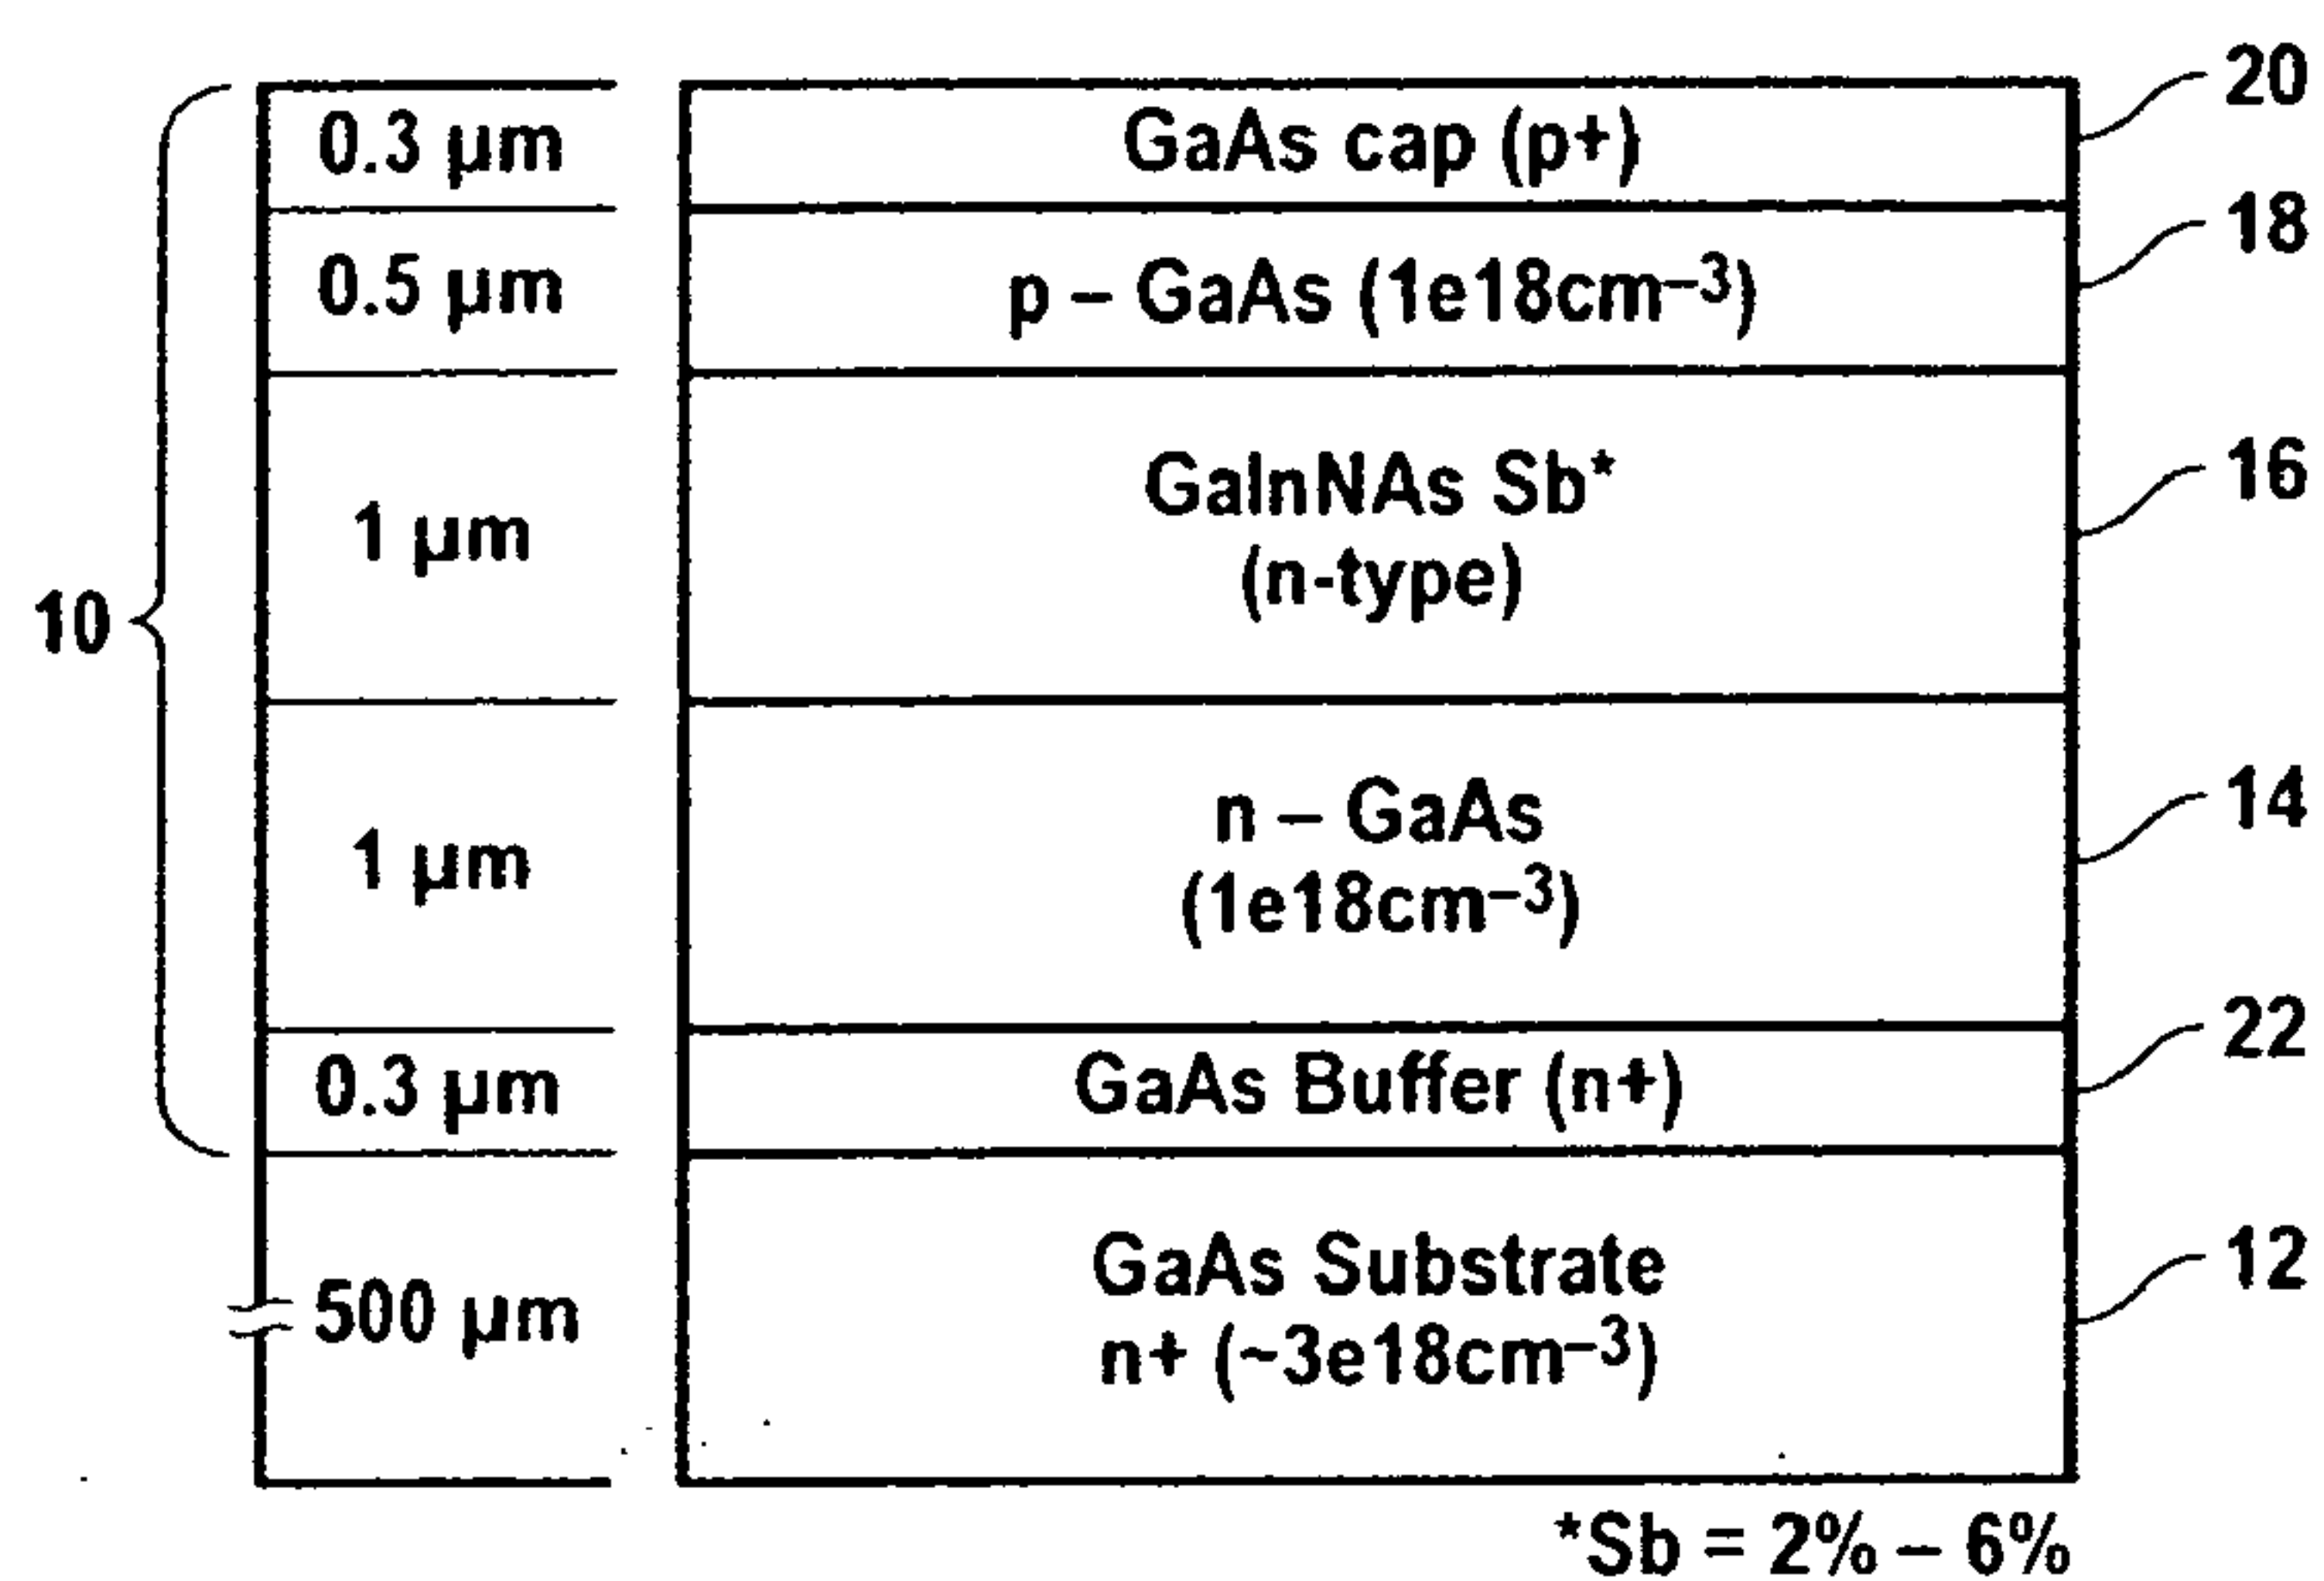 0.3 µm GaAs cap (p+) 20
0.5 µm p – GaAs (1e18cm⁻³) 18
1 µm GaInNAs Sb* 16
(n-type)
10
1 µm n – GaAs 14
(1e18cm⁻³)
0.3 µm GaAs Buffer (n+) 22
500 µm GaAs Substrate 12
n+ (~3e18cm⁻³)
*Sb = 2% – 6%